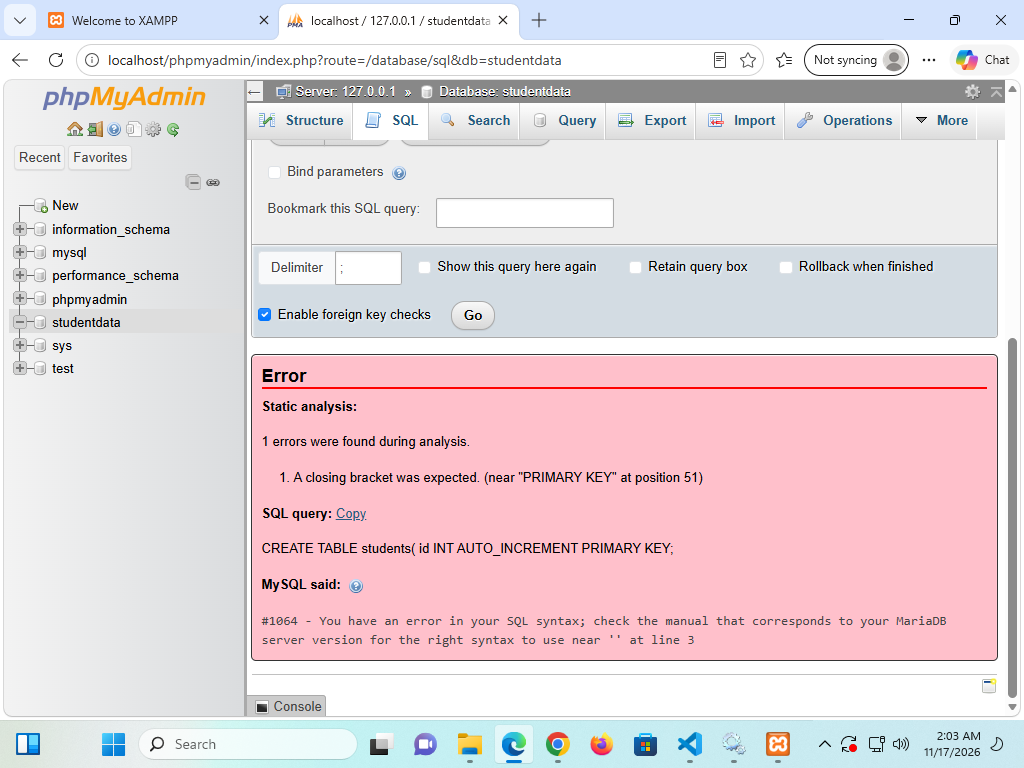 Welcome to XAMPP
localhost / 127.0.0.1 / studentdata
localhost/phpmyadmin/index.php?route=/database/sql&db=studentdata
Not syncing
Chat
phpMyAdmin
Recent
Favorites
New
information_schema
mysql
performance_schema
phpmyadmin
studentdata
sys
test
Server: 127.0.0.1 » Database: studentdata
Structure
SQL
Search
Query
Export
Import
Operations
More
Bind parameters
Bookmark this SQL query:
Delimiter ;
Show this query here again
Retain query box
Rollback when finished
Enable foreign key checks
Go
Error
Static analysis:
1 errors were found during analysis.
1. A closing bracket was expected. (near "PRIMARY KEY" at position 51)
SQL query: Copy
CREATE TABLE students( id INT AUTO_INCREMENT PRIMARY KEY;
MySQL said:
#1064 - You have an error in your SQL syntax; check the manual that corresponds to your MariaDB
server version for the right syntax to use near '' at line 3
Console
Search
2:03 AM
11/17/2026